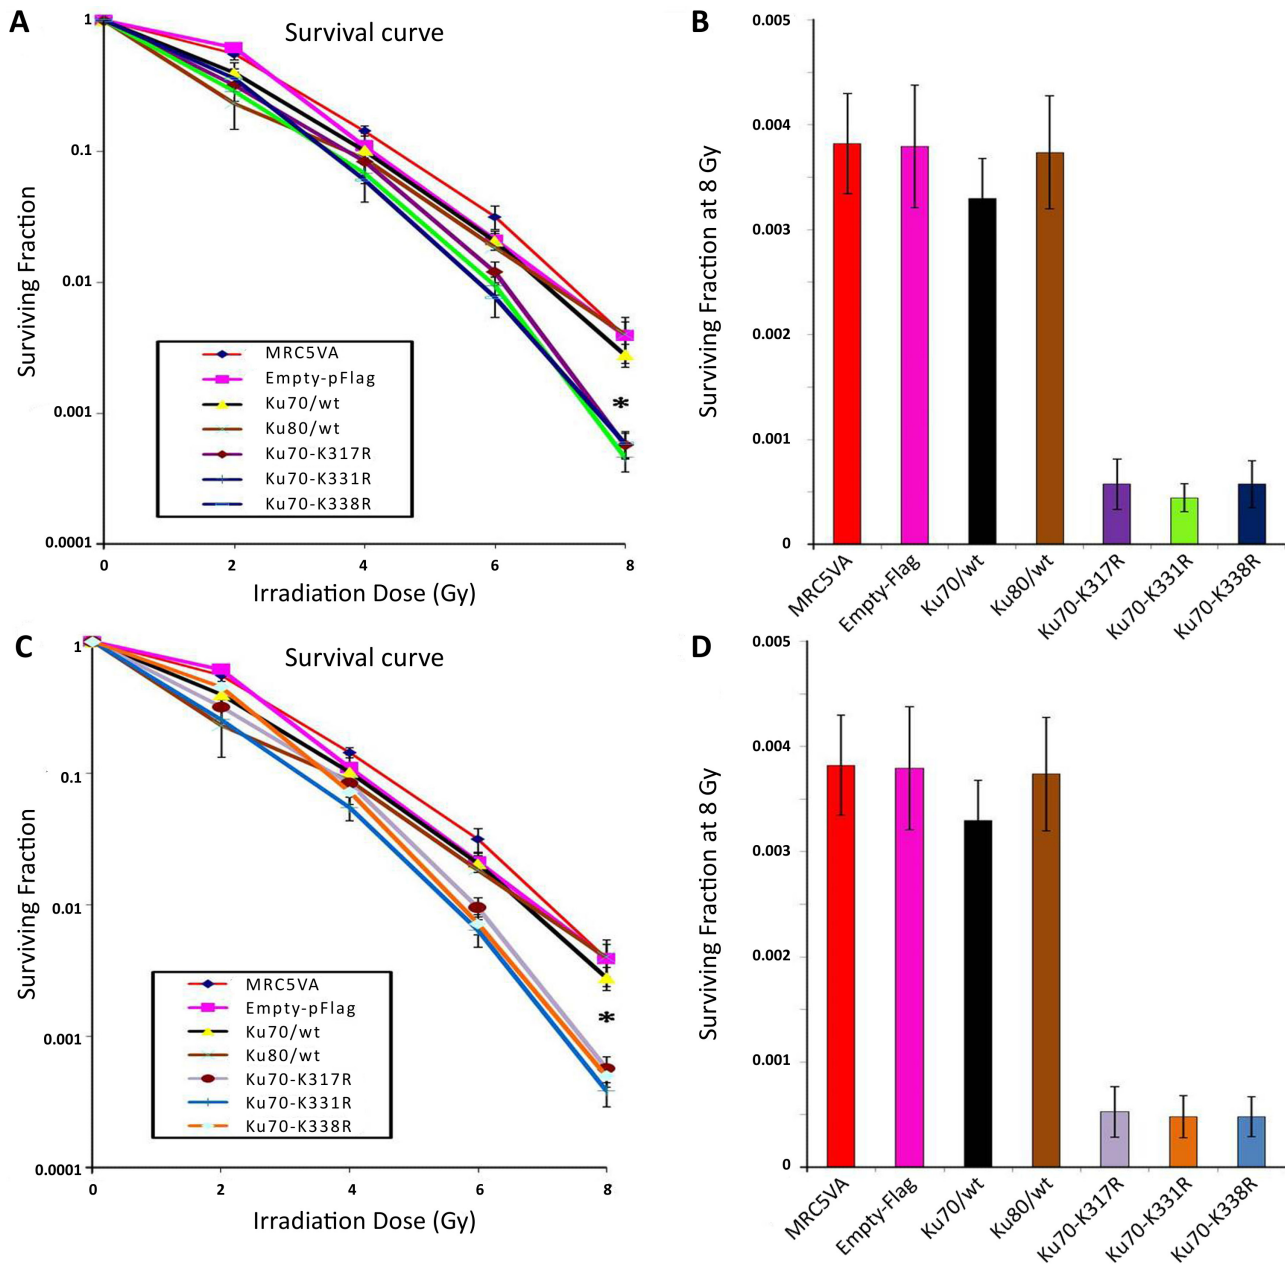 A
Survival curve
1
0.1
0.01
0.001
0.0001
Surviving Fraction
MRC5VA
Empty-pFlag
Ku70/wt
Ku80/wt
Ku70-K317R
Ku70-K331R
Ku70-K338R
*
0 2 4 6 8
Irradiation Dose (Gy)
B
0.005
0.004
0.003
0.002
0.001
0
Surviving Fraction at 8 Gy
MRC5VA
Empty-Flag
Ku70/wt
Ku80/wt
Ku70-K317R
Ku70-K331R
Ku70-K338R
C
Survival curve
1
0.1
0.01
0.001
0.0001
Surviving Fraction
MRC5VA
Empty-pFlag
Ku70/wt
Ku80/wt
Ku70-K317R
Ku70-K331R
Ku70-K338R
*
0 2 4 6 8
Irradiation Dose (Gy)
D
0.005
0.004
0.003
0.002
0.001
0
Surviving Fraction at 8 Gy
MRC5VA
Empty-Flag
Ku70/wt
Ku80/wt
Ku70-K317R
Ku70-K331R
Ku70-K338R